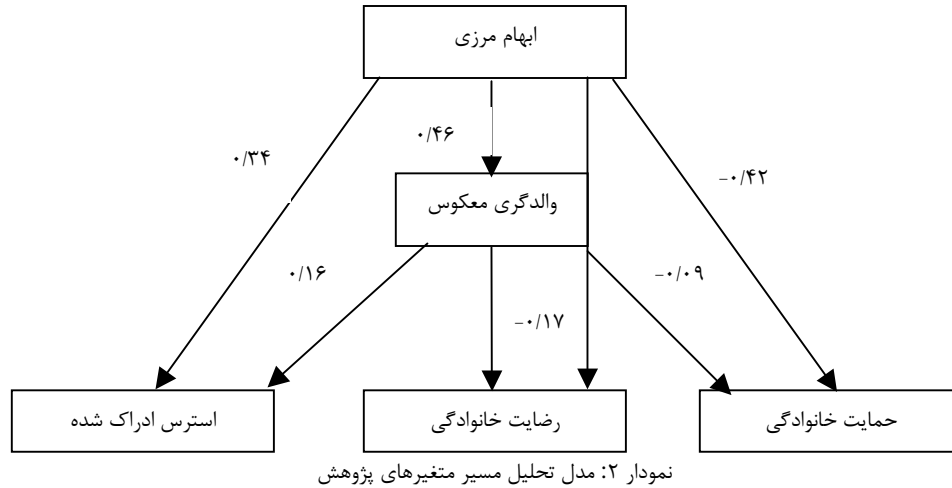 ابهام مرزی
۰/۴۶
۰/۳۴
-۰/۴۲
والدگری معکوس
۰/۱۶
-۰/۰۹
-۰/۱۷
استرس ادراک شده
رضایت خانوادگی
حمایت خانوادگی
نمودار ۲: مدل تحلیل مسیر متغیرهای پژوهش